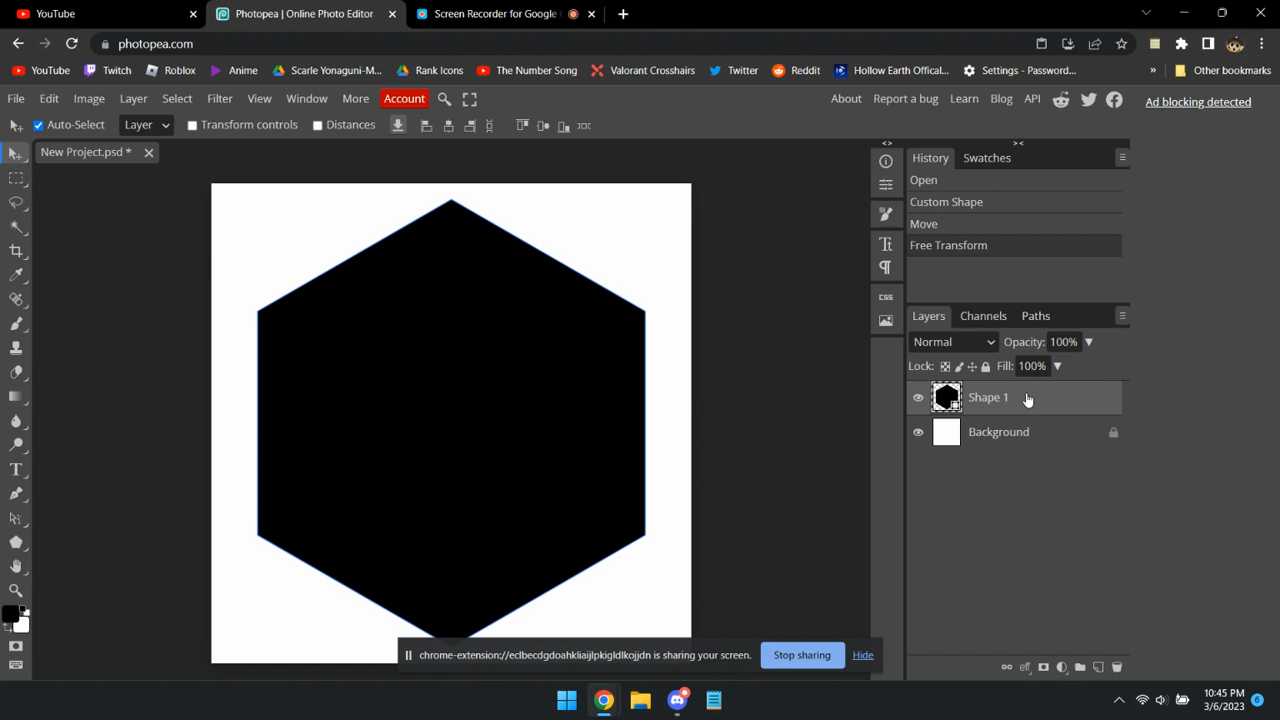 YouTube
Photopea | Online Photo Editor
Screen Recorder for Google
photopea.com
YouTube
Twitch
Roblox
Anime
Scarle Yonaguni-M...
Rank Icons
The Number Song
Valorant Crosshairs
Twitter
Reddit
Hollow Earth Offical...
Settings - Password...
»
Other bookmarks
File Edit Image Layer Select Filter View Window More Account
About Report a bug Learn Blog API
Ad blocking detected
Auto-Select Layer Transform controls Distances
New Project.psd *
History Swatches
Open
Custom Shape
Move
Free Transform
CSS
Layers Channels Paths
Normal Opacity: 100%
Lock: Fill: 100%
Shape 1
Background
eff
chrome-extension://eclbecdgdoahkliaijlpkigldlkojjdn is sharing your screen.
Stop sharing
Hide
10:45 PM
3/6/2023
6